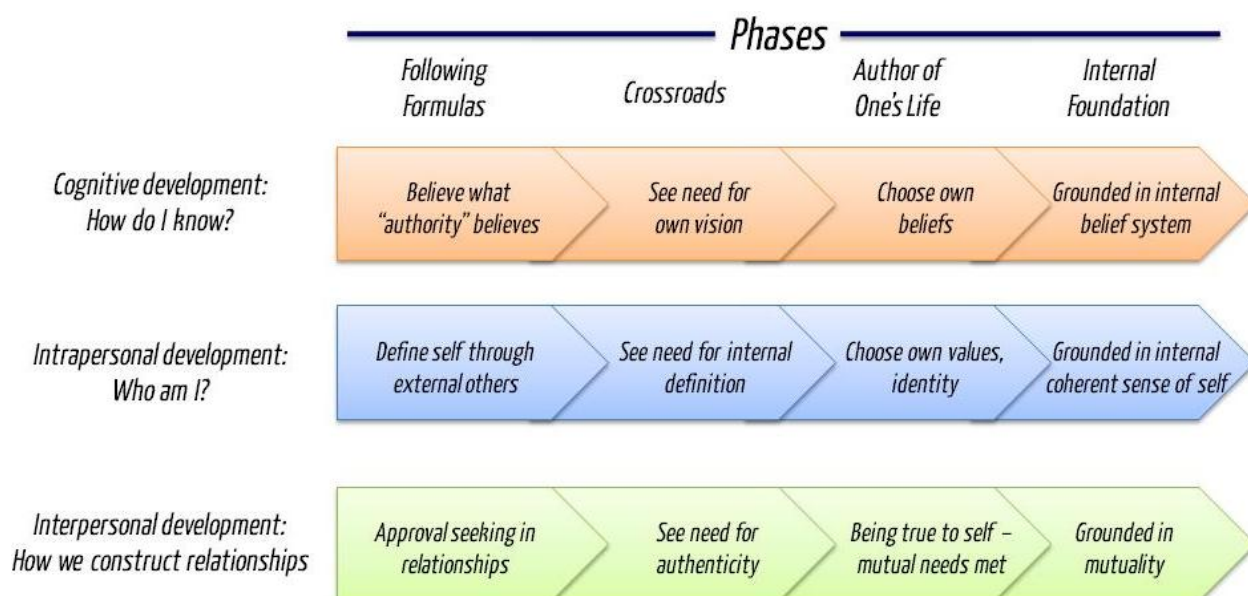 Phases
Following
Formulas
Crossroads
Author of
One's Life
Internal
Foundation
Cognitive development:
How do I know?
Believe what
"authority" believes
See need for
own vision
Choose own
beliefs
Grounded in internal
belief system
Intrapersonal development:
Who am I?
Define self through
external others
See need for internal
definition
Choose own values,
identity
Grounded in internal
coherent sense of self
Interpersonal development:
How we construct relationships
Approval seeking in
relationships
See need for
authenticity
Being true to self –
mutual needs met
Grounded in
mutuality